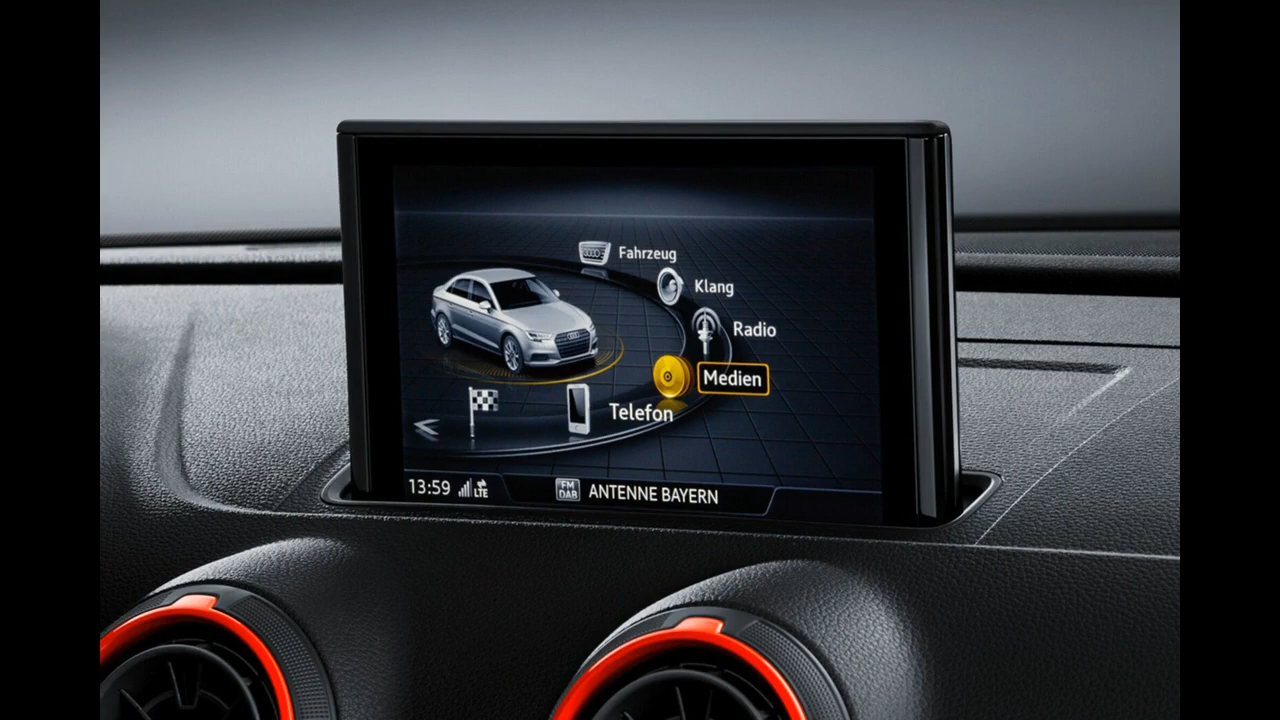 Fahrzeug
Klang
Radio
Medien
Telefon
13:59 LTE FM DAB ANTENNE BAYERN